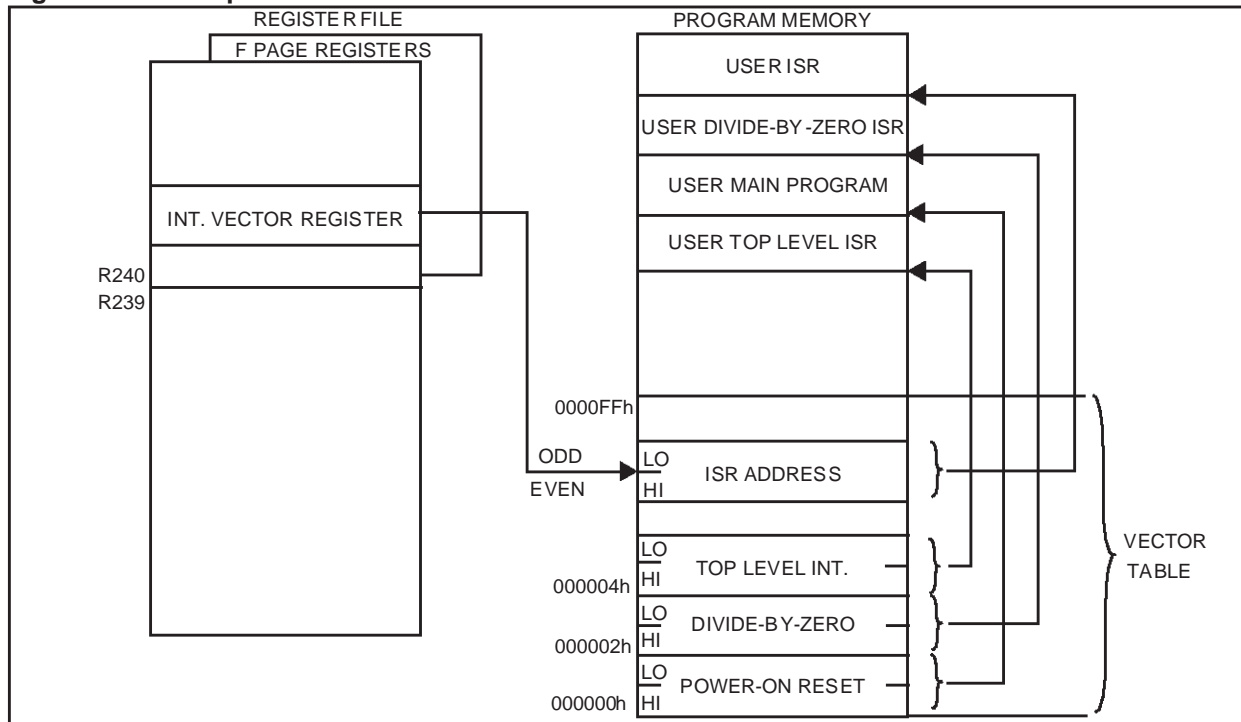 REGISTER FILE
F PAGE REGISTERS
INT. VECTOR REGISTER
R240
R239
PROGRAM MEMORY
USER ISR
USER DIVIDE-BY-ZERO ISR
USER MAIN PROGRAM
USER TOP LEVEL ISR
0000FFh
ODD
EVEN
LO
HI
ISR ADDRESS
LO
HI
TOP LEVEL INT.
000004h
LO
HI
DIVIDE-BY-ZERO
000002h
LO
HI
POWER-ON RESET
000000h
VECTOR
TABLE